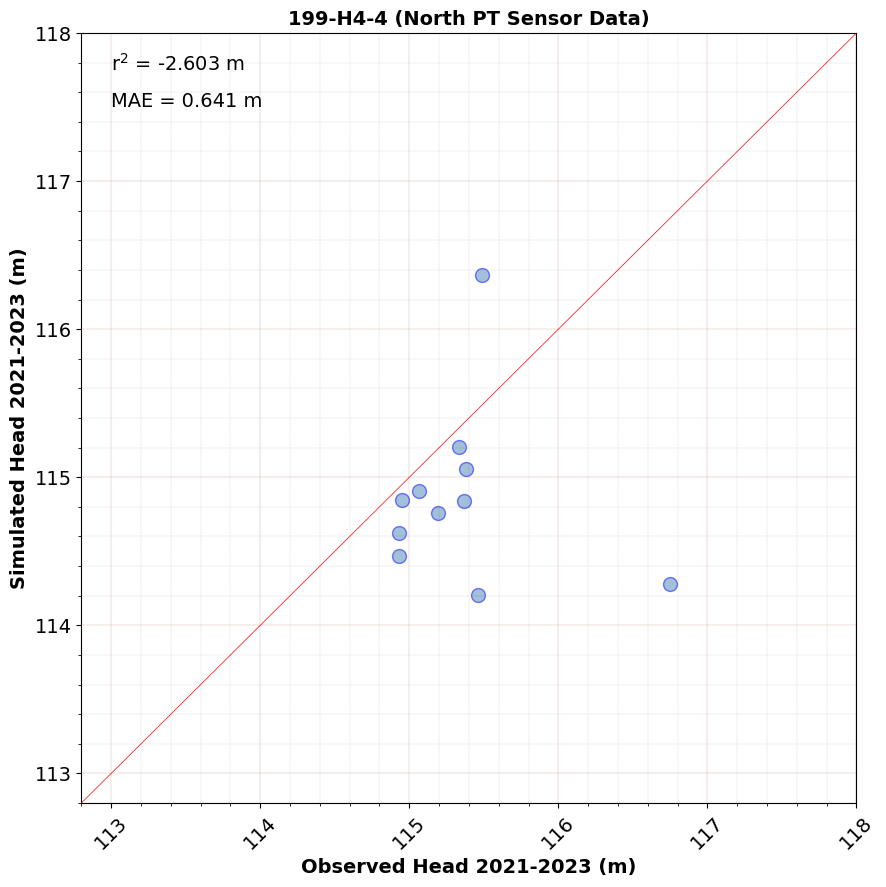 199-H4-4 (North PT Sensor Data)
r² = -2.603 m
MAE = 0.641 m
118
117
116
115
114
113
Simulated Head 2021-2023 (m)
113 114 115 116 117 118
Observed Head 2021-2023 (m)